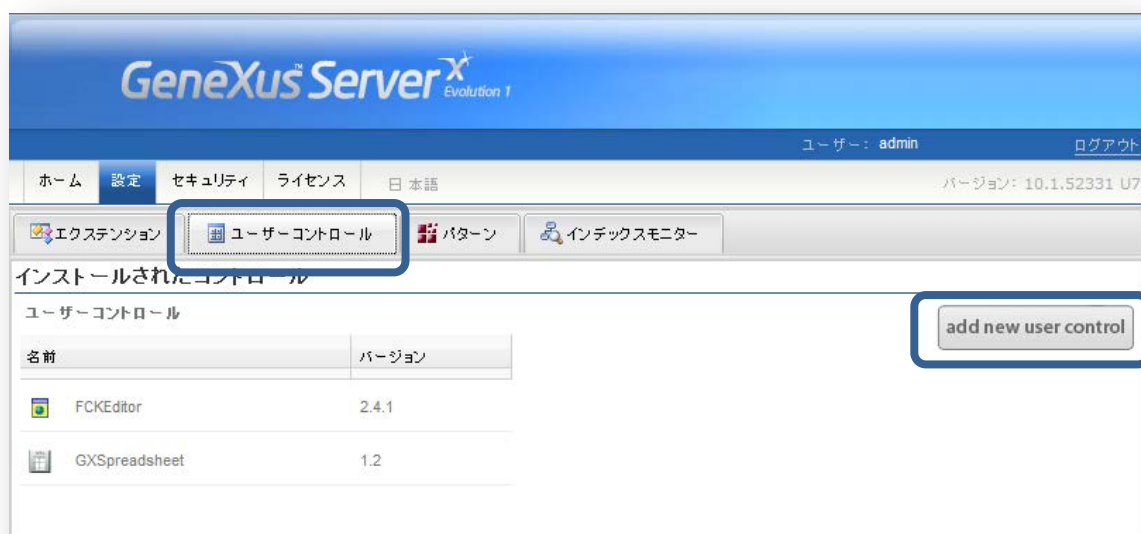 GeneXus™ Server X Evolution 1
ユーザー: admin ログアウト
ホーム 設定 セキュリティ ライセンス 日本語 バージョン: 10.1.52331 U7
エクステンション ユーザーコントロール パターン インデックスモニター
インストールされたコントロール
ユーザーコントロール add new user control
名前 バージョン
FCKEditor 2.4.1
GXSpreadsheet 1.2